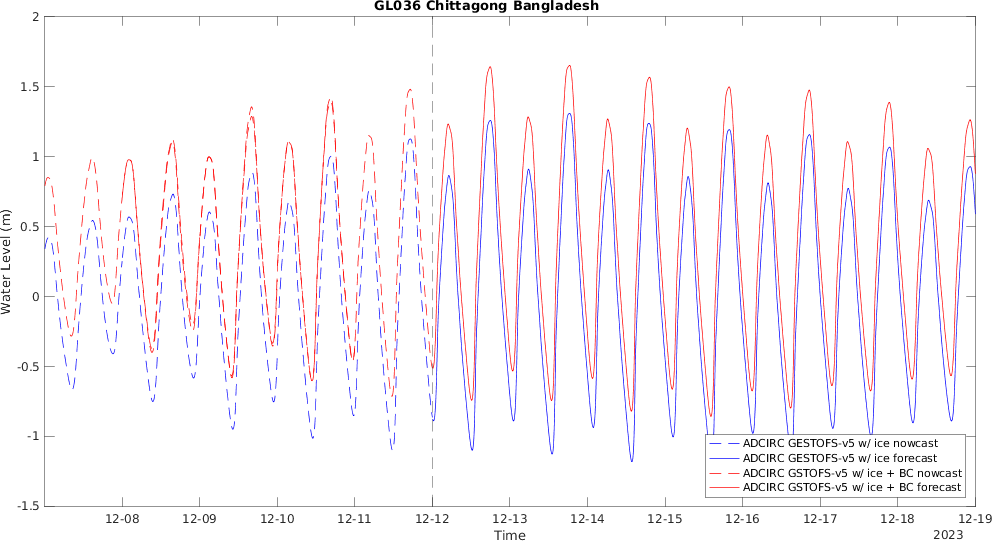 GL036 Chittagong Bangladesh
2
1.5
1
0.5
0
-0.5
-1
-1.5
Water Level (m)
ADCIRC GESTOFS-v5 w/ ice nowcast
ADCIRC GESTOFS-v5 w/ ice forecast
ADCIRC GSTOFS-v5 w/ ice + BC nowcast
ADCIRC GSTOFS-v5 w/ ice + BC forecast
12-08 12-09 12-10 12-11 12-12 12-13 12-14 12-15 12-16 12-17 12-18 12-19
Time
2023